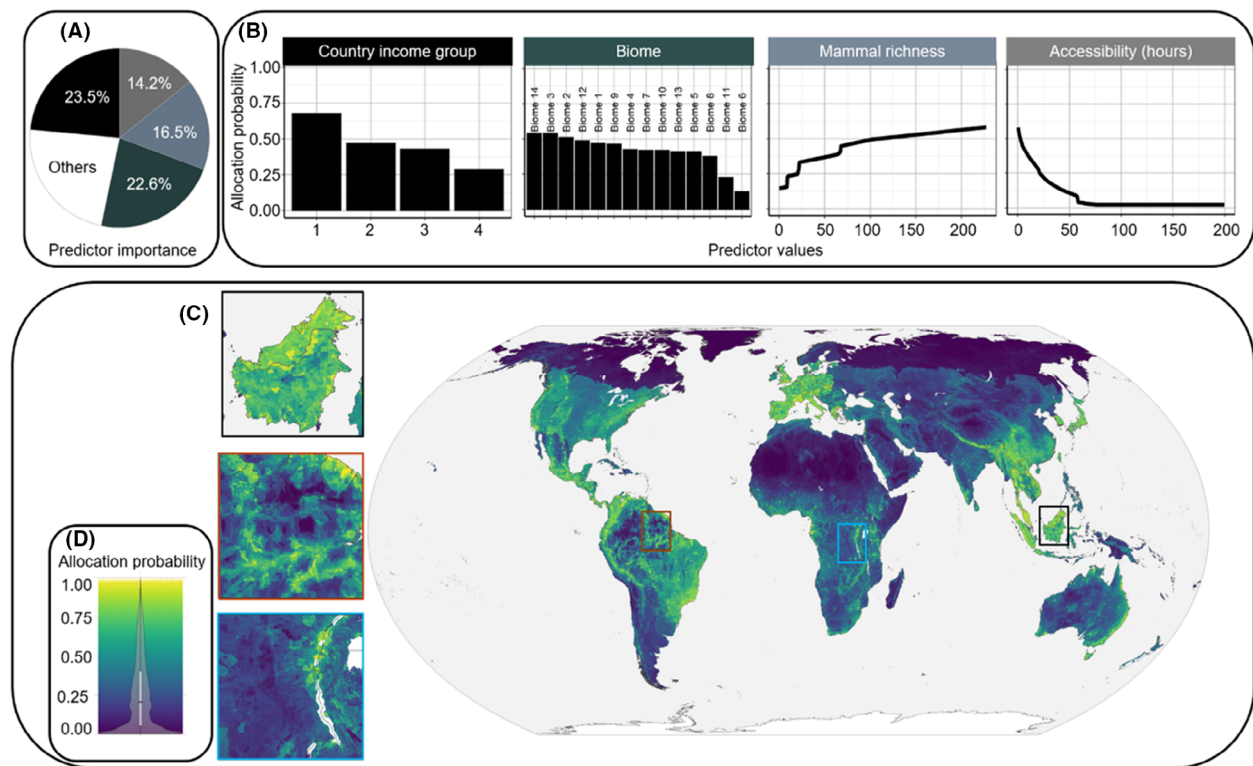 (A)
23.5%
14.2%
16.5%
Others
22.6%
Predictor importance
(B)
Country income group
Biome
Mammal richness
Accessibility (hours)
Allocation probability
1.00
0.75
0.50
0.25
0.00
1 2 3 4
Biome 14
Biome 3
Biome 2
Biome 12
Biome 1
Biome 9
Biome 4
Biome 7
Biome 10
Biome 13
Biome 5
Biome 8
Biome 11
Biome 6
0 50 100 150 200
0 50 100 150 200
Predictor values
(C)
(D)
Allocation probability
1.00
0.75
0.50
0.25
0.00